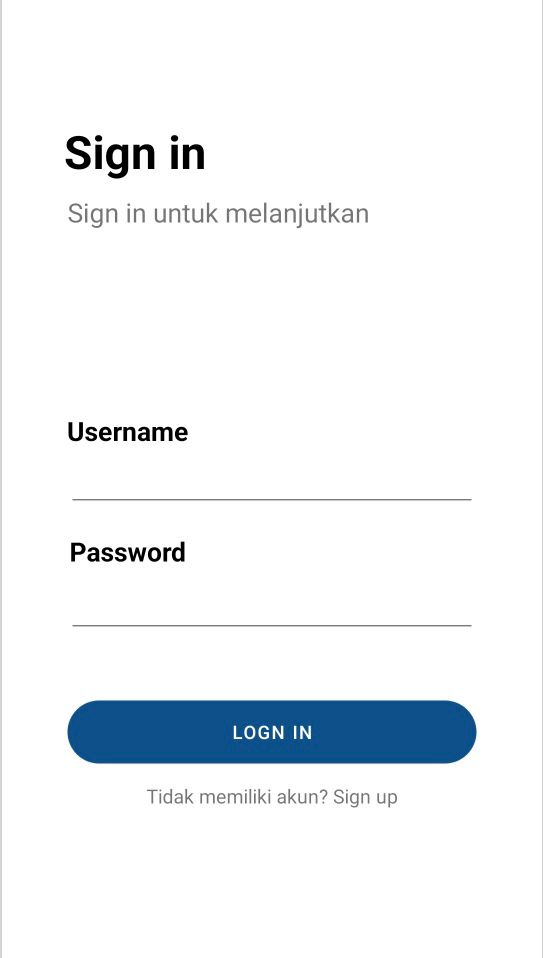 Sign in
Sign in untuk melanjutkan
Username
Password
LOGN IN
Tidak memiliki akun? Sign up